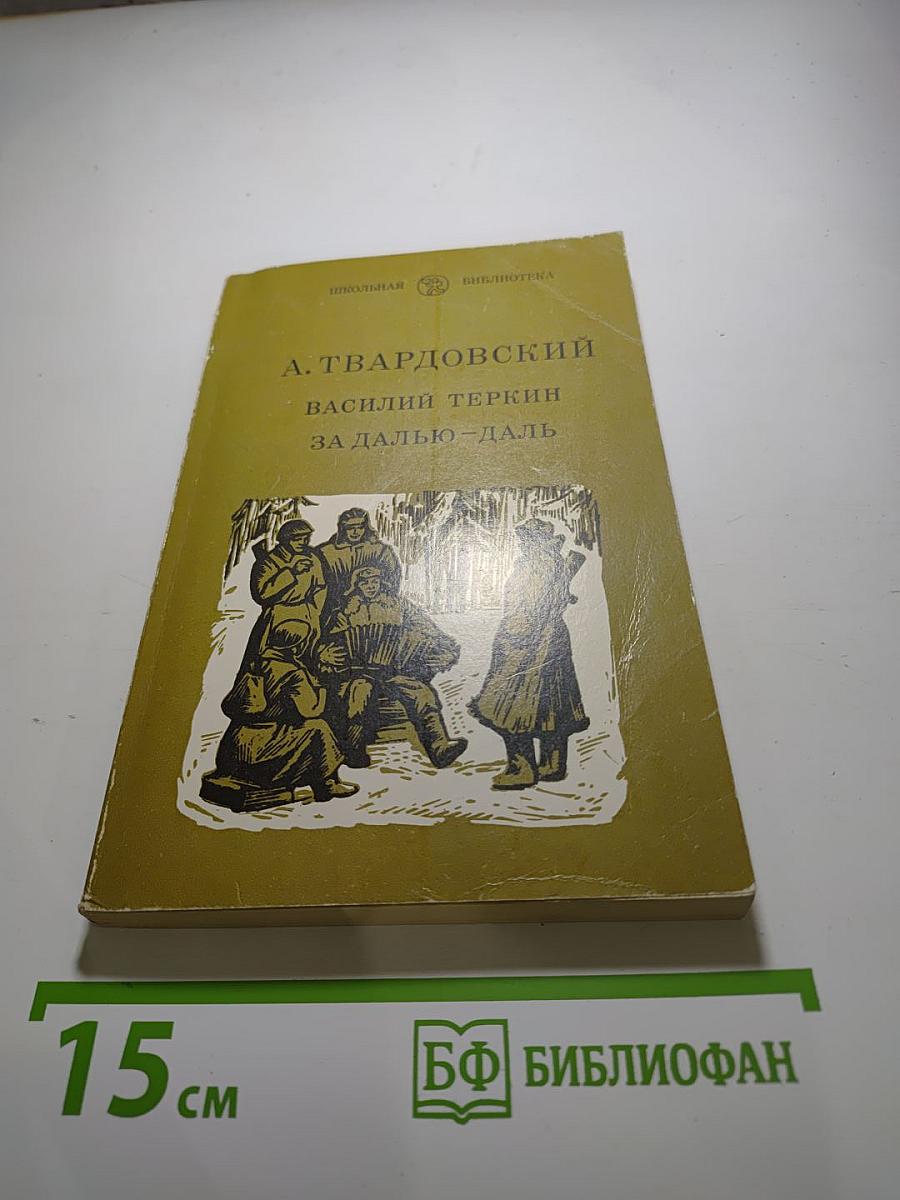 ШКОЛЬНАЯ БИБЛИОТЕКА
А. ТВАРДОВСКИЙ
ВАСИЛИЙ ТЕРКИН
ЗА ДАЛЬЮ-ДАЛЬ
15 см
БФ БИБЛИОФАН